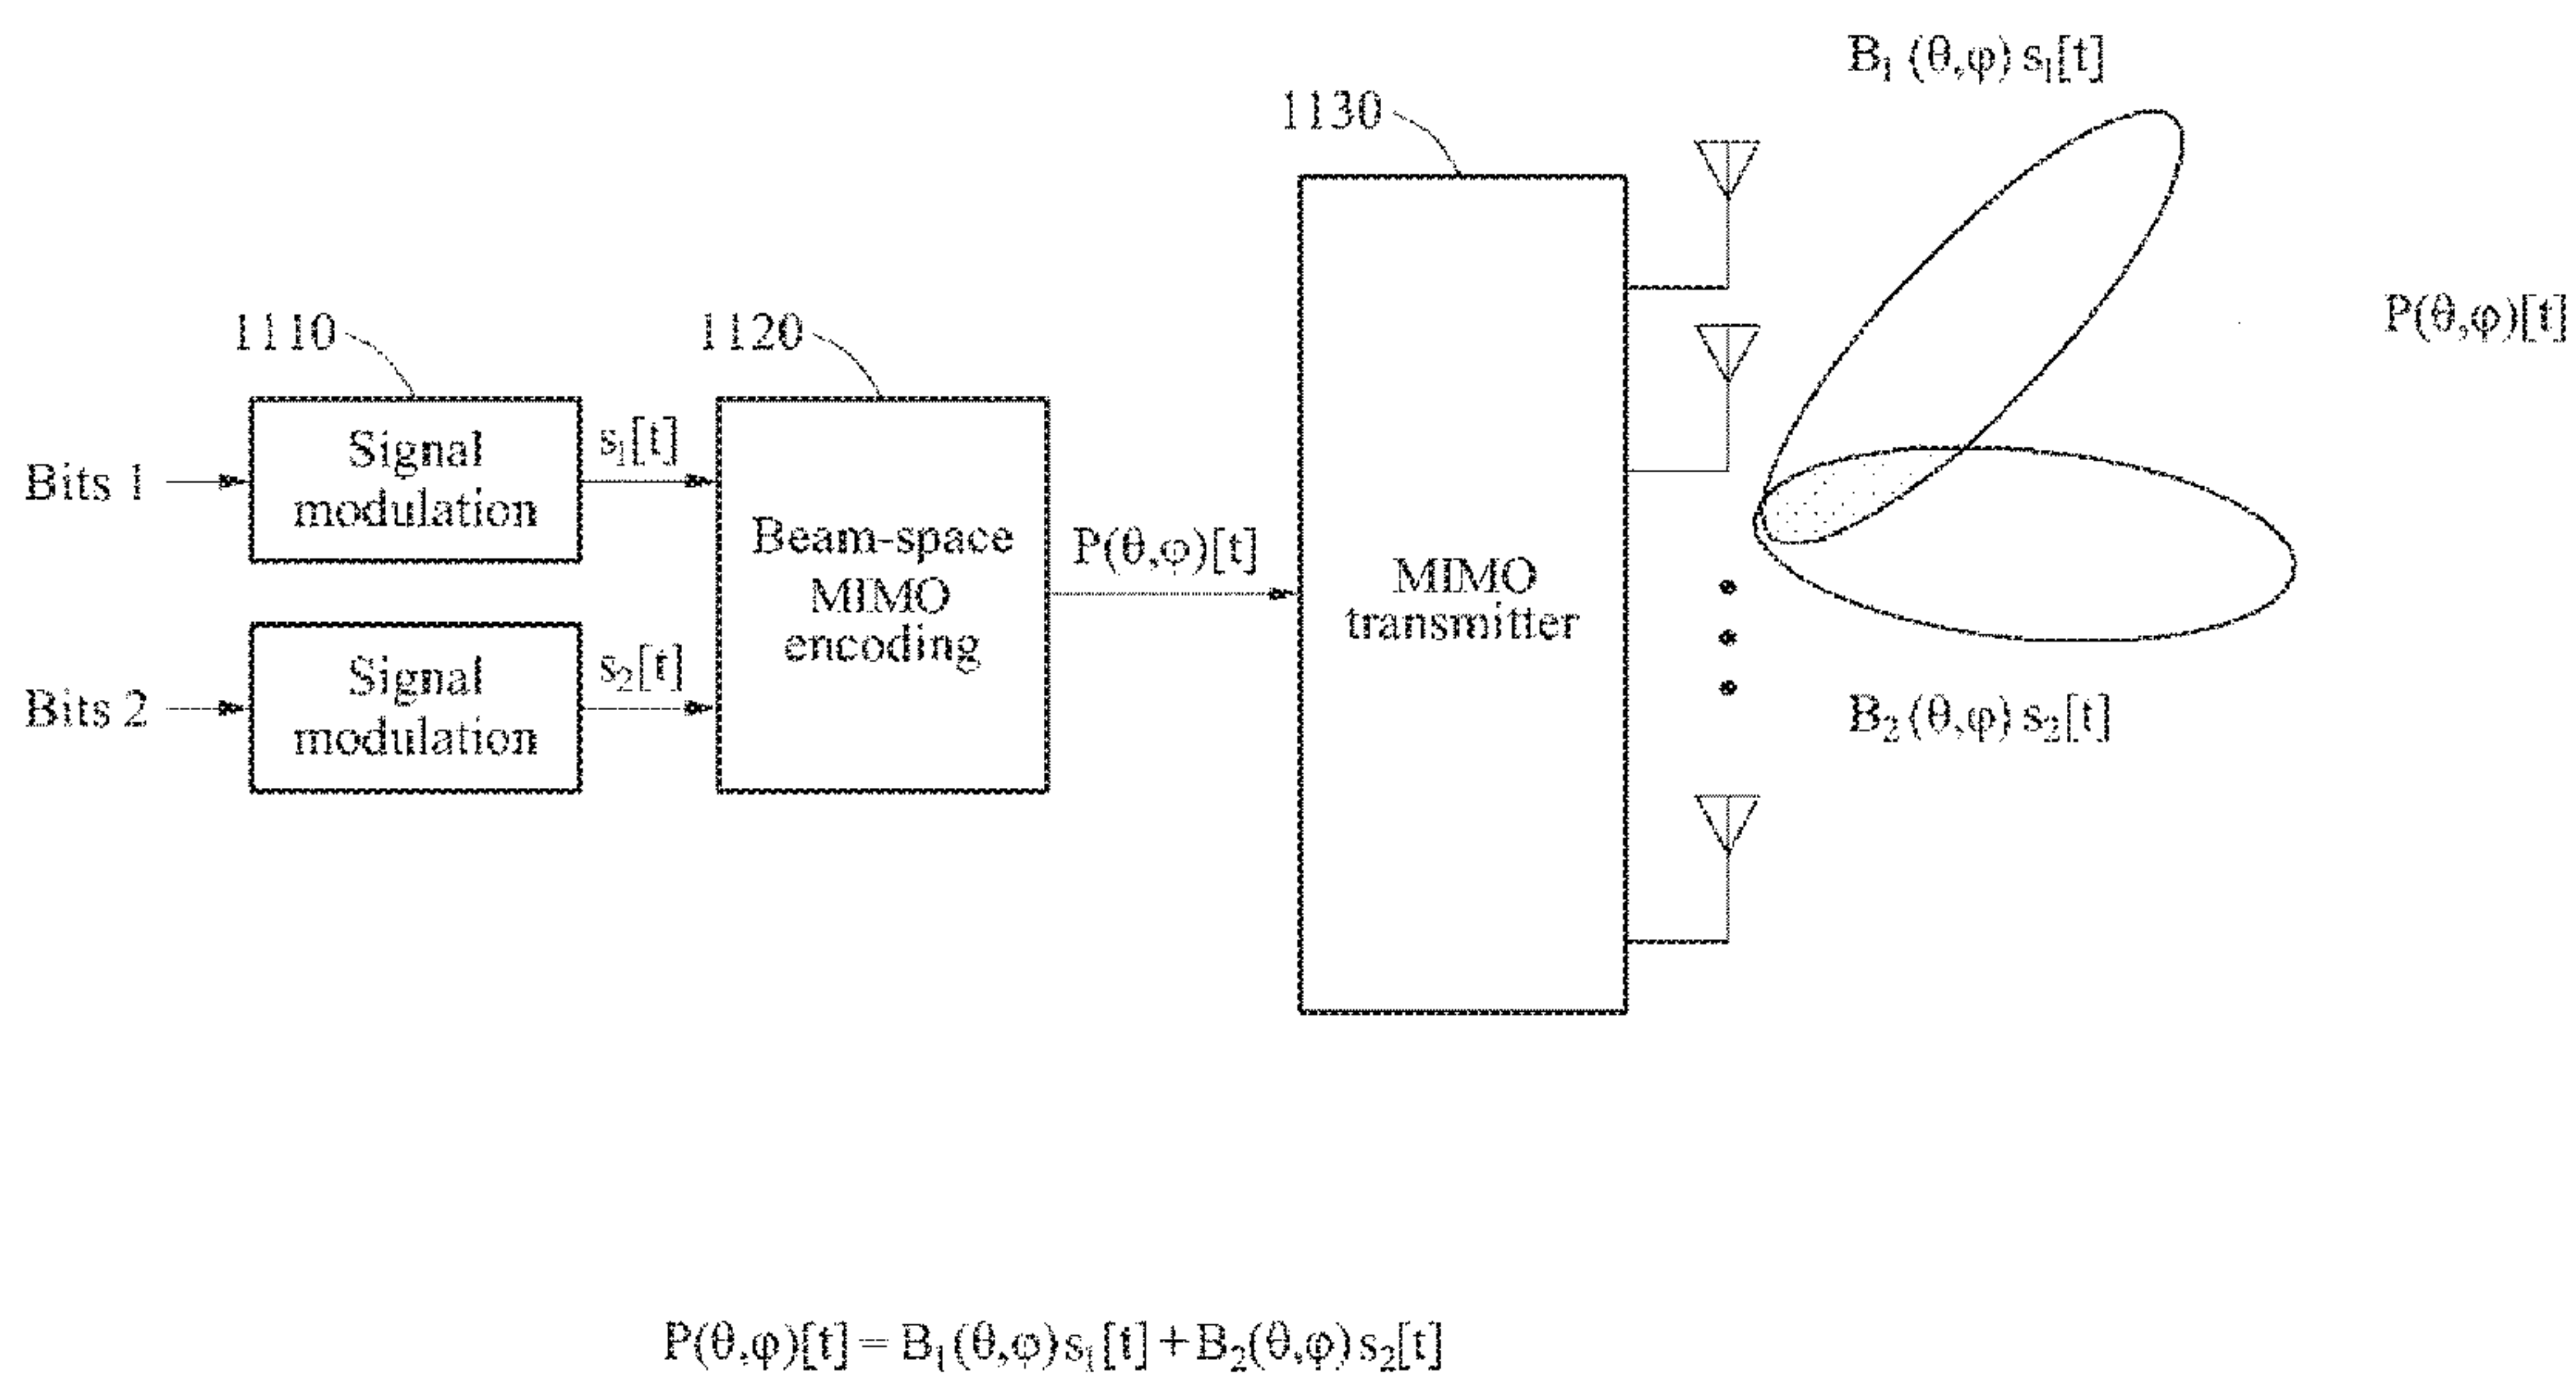 B₁ (θ,φ) s₁[t]
1130
P(θ,φ)[t]
1110
1120
Bits 1
Signal
modulation
s₁[t]
Beam-space
MIMO
encoding
P(θ,φ)[t]
MIMO
transmitter
Bits 2
Signal
modulation
s₂[t]
B₂ (θ,φ) s₂[t]
P(θ,φ)[t] = B₁(θ,φ) s₁[t] + B₂(θ,φ) s₂[t]